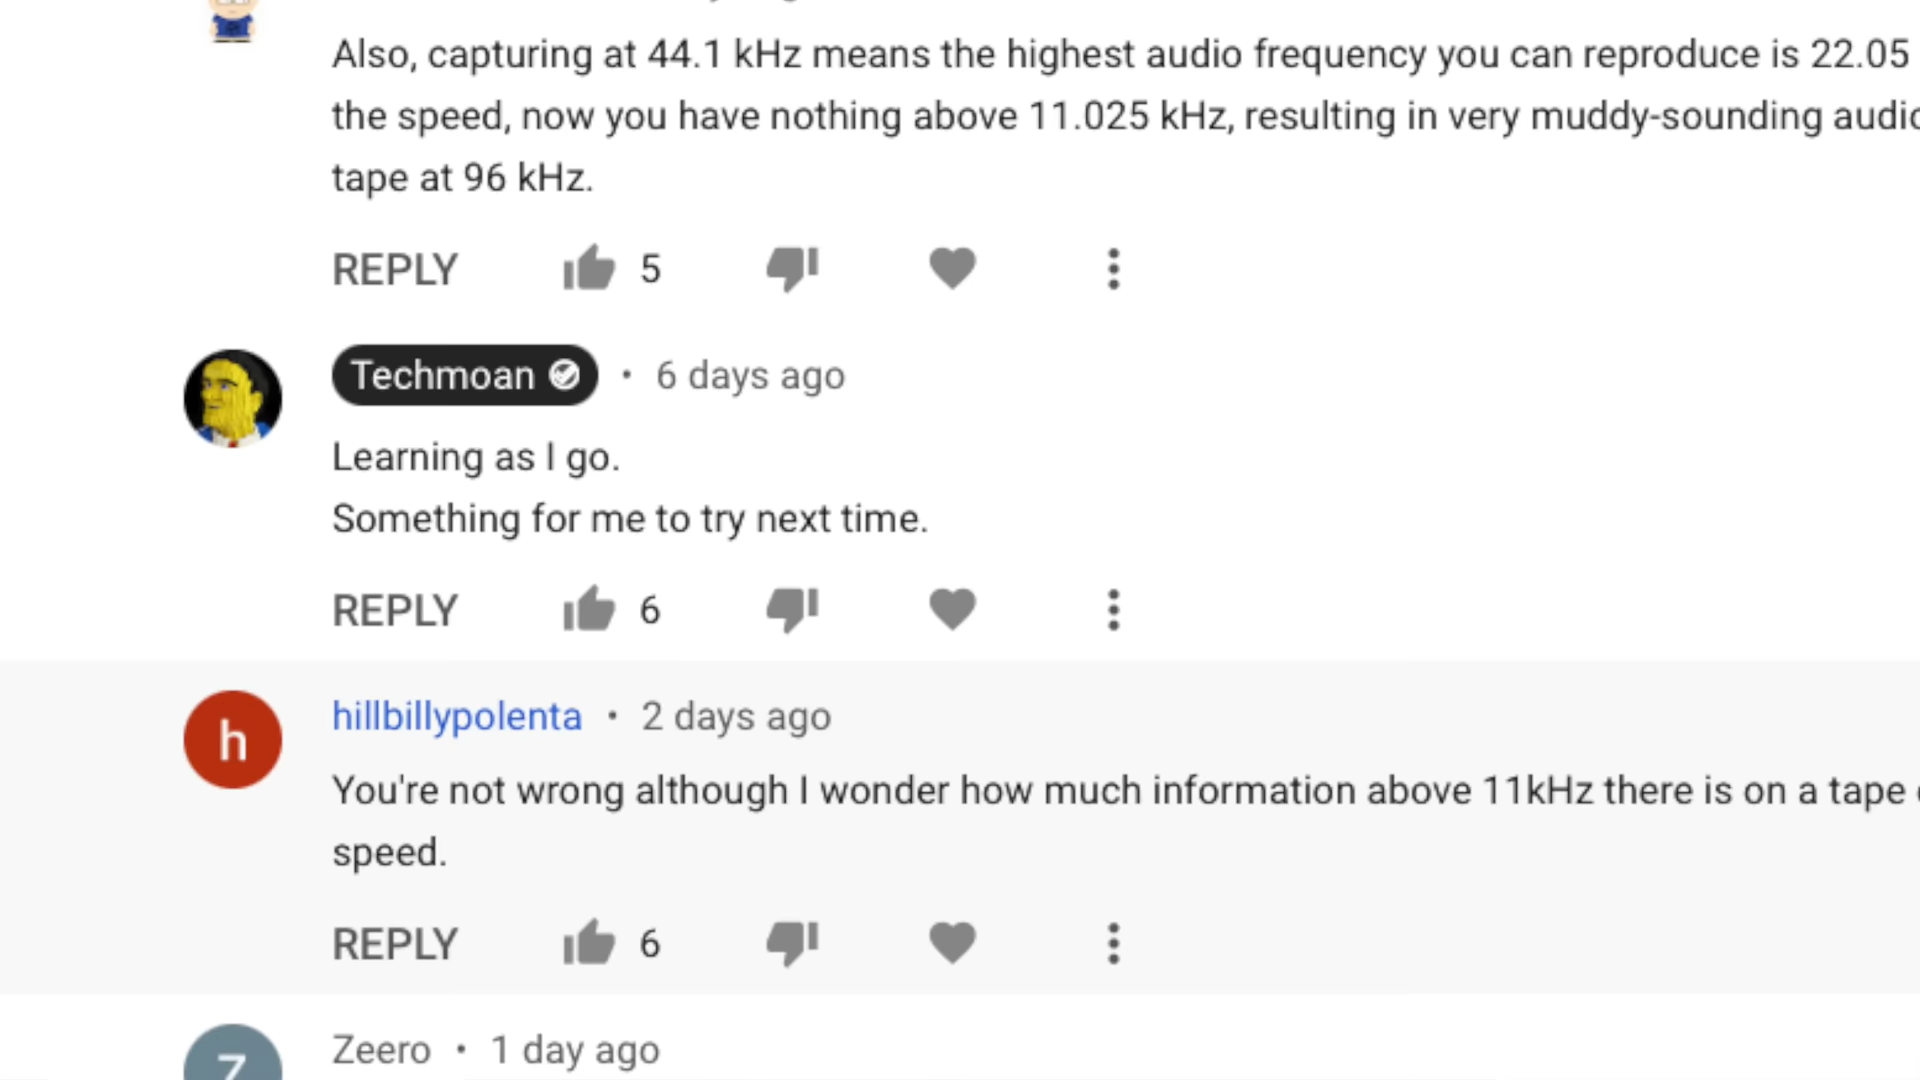 Also, capturing at 44.1 kHz means the highest audio frequency you can reproduce is 22.05
the speed, now you have nothing above 11.025 kHz, resulting in very muddy-sounding audio
tape at 96 kHz.
REPLY 5
Techmoan • 6 days ago
Learning as I go.
Something for me to try next time.
REPLY 6
h
hillbillypolenta • 2 days ago
You're not wrong although I wonder how much information above 11kHz there is on a tape
speed.
REPLY 6
Z
Zeero • 1 day ago